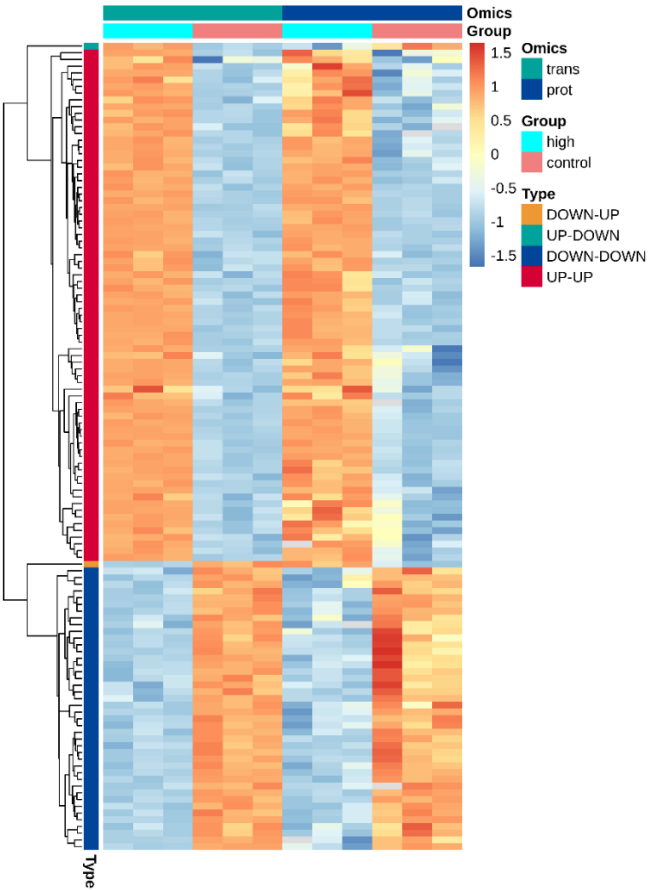 Omics
Group
1.5
1
0.5
0
-0.5
-1
-1.5
Omics
trans
prot
Group
high
control
Type
DOWN-UP
UP-DOWN
DOWN-DOWN
UP-UP
Type